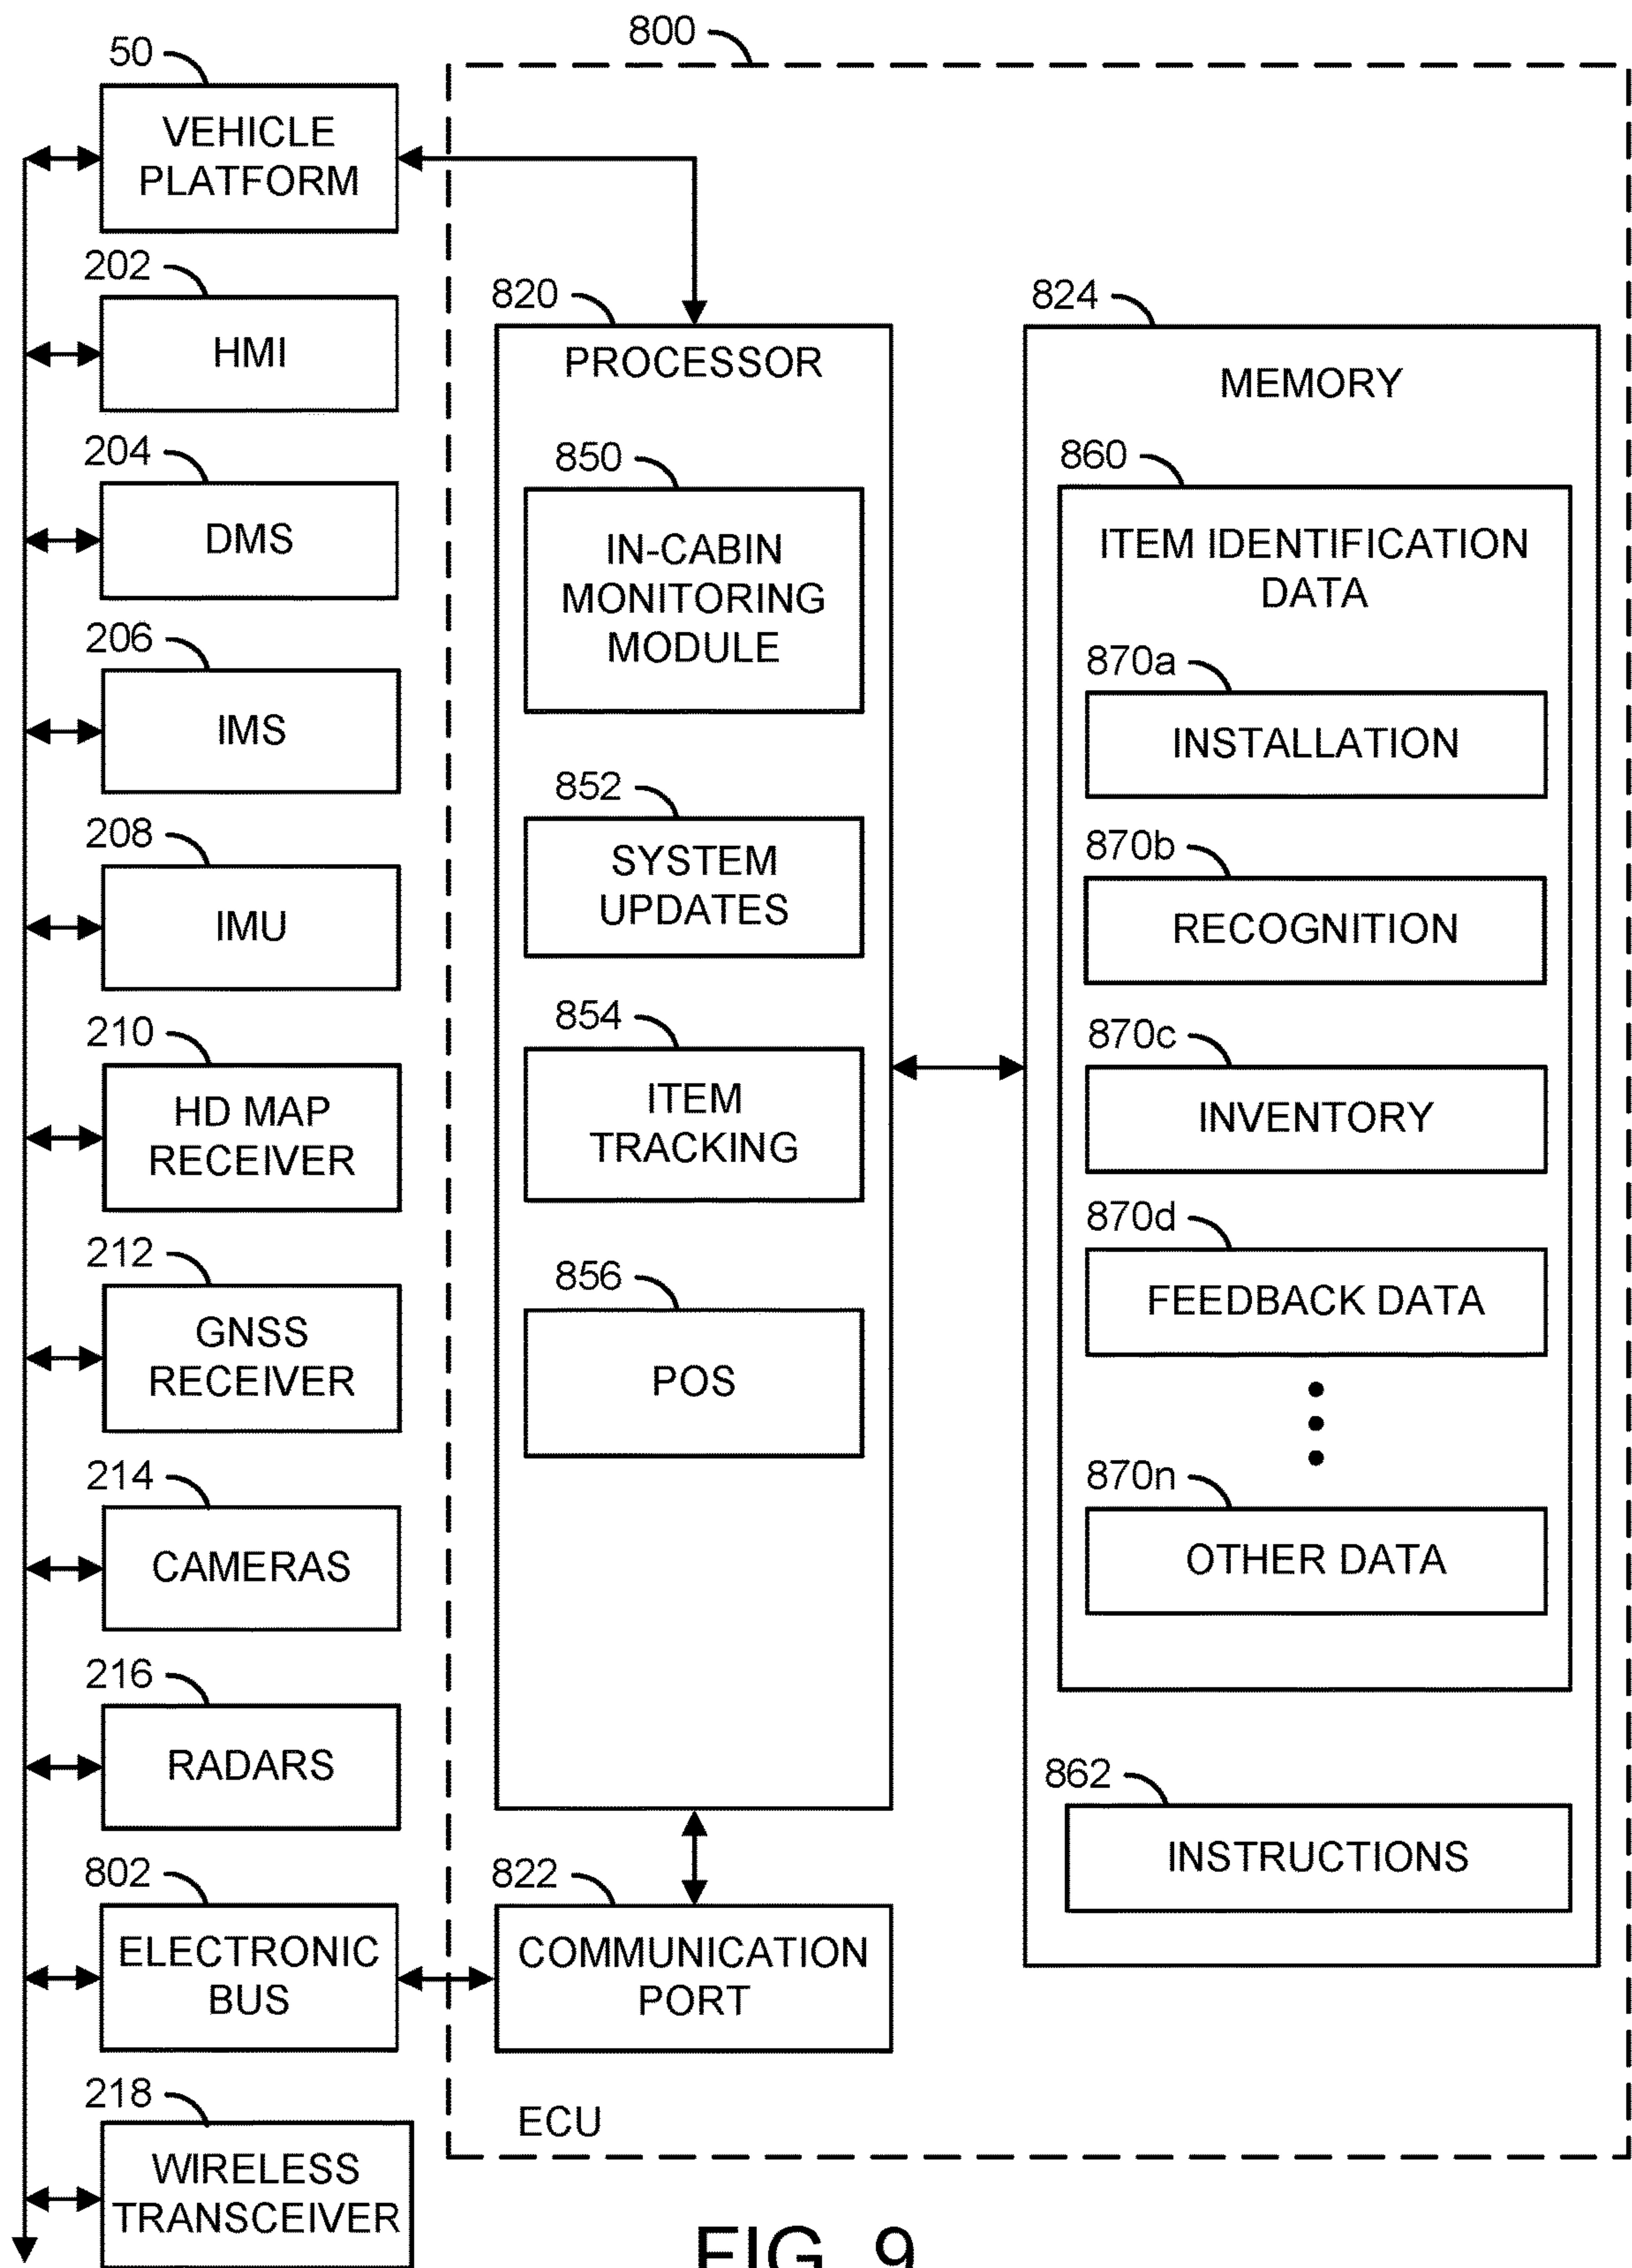 50
VEHICLE
PLATFORM
202
HMI
204
DMS
206
IMS
208
IMU
210
HD MAP
RECEIVER
212
GNSS
RECEIVER
214
CAMERAS
216
RADARS
802
ELECTRONIC
BUS
218
WIRELESS
TRANSCEIVER
800
820
PROCESSOR
850
IN-CABIN
MONITORING
MODULE
852
SYSTEM
UPDATES
854
ITEM
TRACKING
856
POS
822
COMMUNICATION
PORT
ECU
824
MEMORY
860
ITEM IDENTIFICATION
DATA
870a
INSTALLATION
870b
RECOGNITION
870c
INVENTORY
870d
FEEDBACK DATA
870n
OTHER DATA
862
INSTRUCTIONS
FIG. 9